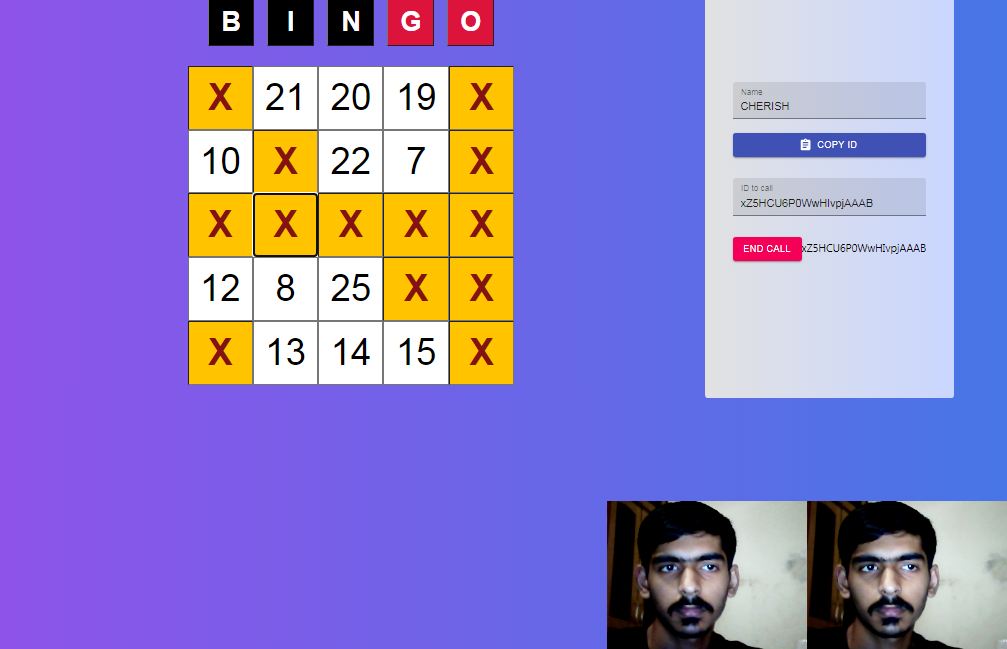 B I N G O
X 21 20 19 X
10 X 22 7 X
X X X X X
12 8 25 X X
X 13 14 15 X
Name
CHERISH
COPY ID
ID to call
xZ5HCU6P0WwHIvpjAAAB
END CALL xZ5HCU6P0WwHIvpjAAAB